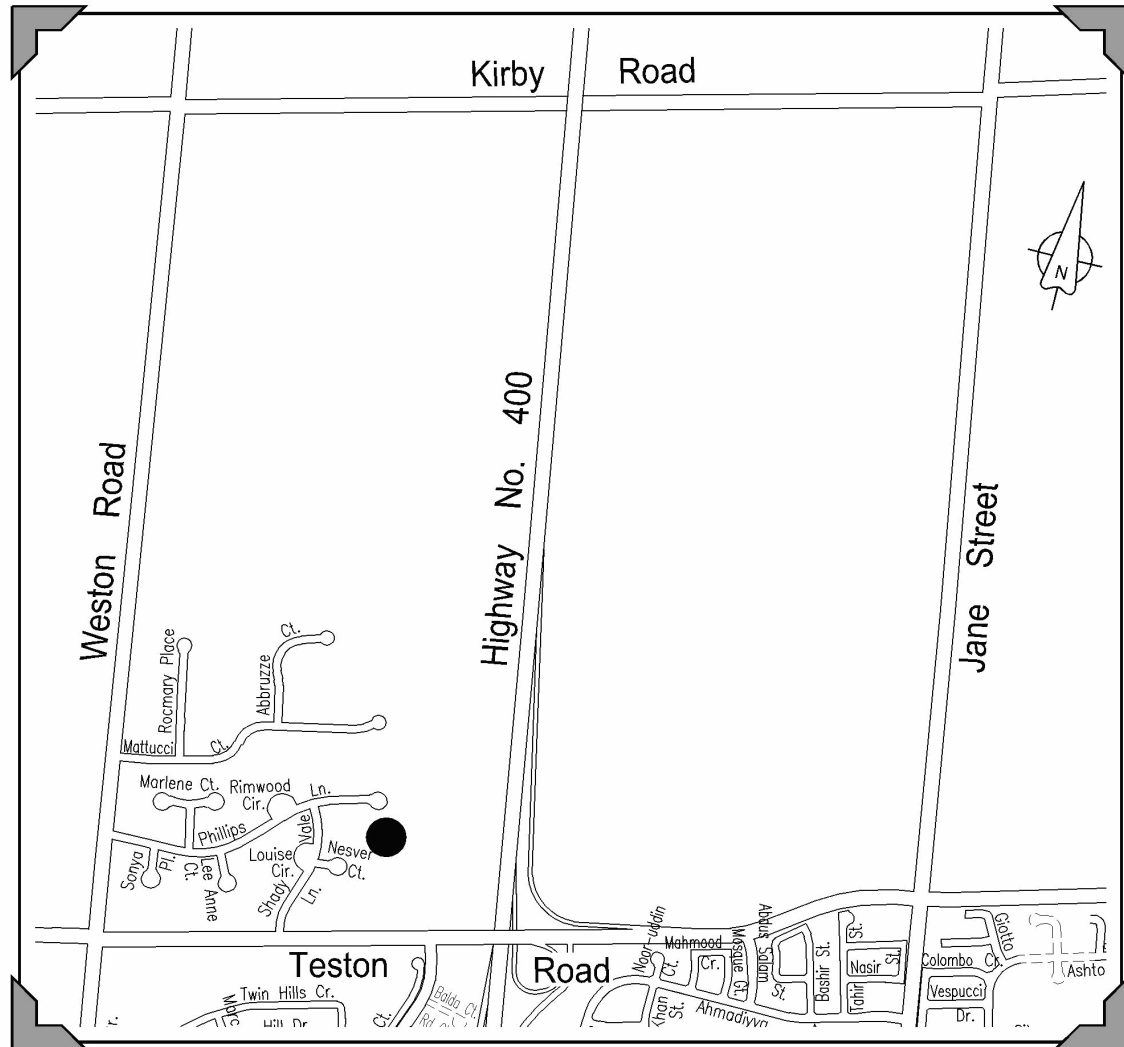 Kirby Road
N
Highway No. 400
Weston Road
Jane Street
Rocmary Place
Abbruzze Ct.
Mattucci Ct.
Marlene Ct.
Rimwood Cir.
Phillips Ln.
Vale
Louise Cir.
Nesver Ct.
Sonya Pl.
Lee Anne Ct.
Shady Ln.
Teston Road
Noor-uddin Ct.
Mahmood Cr.
Mosque Ct.
Abdus Salam St.
Bashir St.
Tahir St.
Nasir St.
Giotto
Colombo Cr.
Ashto
Vespucci Dr.
Khan St.
Ahmadiyya
Twin Hills Cr.
Marc
Hill Dr.
Ct.
Balda Ct.
Rd.